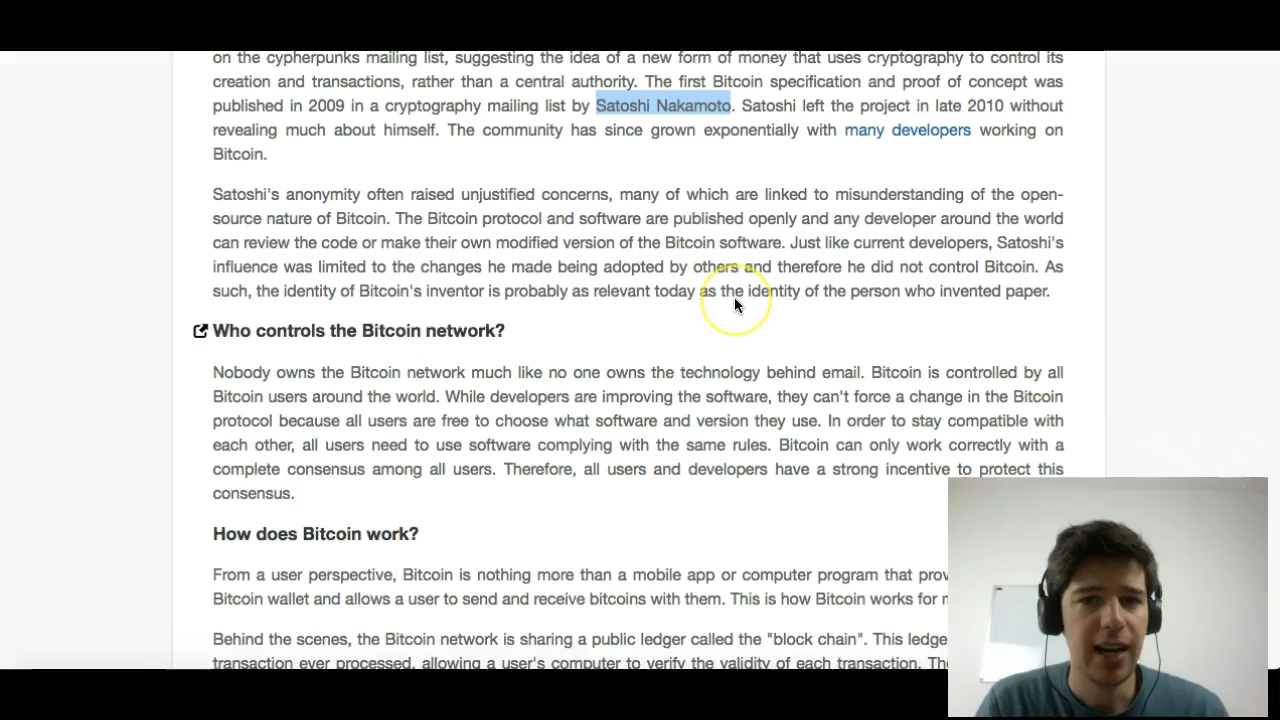 on the cypherpunks mailing list, suggesting the idea of a new form of money that uses cryptography to control its
creation and transactions, rather than a central authority. The first Bitcoin specification and proof of concept was
published in 2009 in a cryptography mailing list by Satoshi Nakamoto. Satoshi left the project in late 2010 without
revealing much about himself. The community has since grown exponentially with many developers working on
Bitcoin.
Satoshi's anonymity often raised unjustified concerns, many of which are linked to misunderstanding of the open-
source nature of Bitcoin. The Bitcoin protocol and software are published openly and any developer around the world
can review the code or make their own modified version of the Bitcoin software. Just like current developers, Satoshi's
influence was limited to the changes he made being adopted by others and therefore he did not control Bitcoin. As
such, the identity of Bitcoin's inventor is probably as relevant today as the identity of the person who invented paper.
Who controls the Bitcoin network?
Nobody owns the Bitcoin network much like no one owns the technology behind email. Bitcoin is controlled by all
Bitcoin users around the world. While developers are improving the software, they can't force a change in the Bitcoin
protocol because all users are free to choose what software and version they use. In order to stay compatible with
each other, all users need to use software complying with the same rules. Bitcoin can only work correctly with a
complete consensus among all users. Therefore, all users and developers have a strong incentive to protect this
consensus.
How does Bitcoin work?
From a user perspective, Bitcoin is nothing more than a mobile app or computer program that prov
Bitcoin wallet and allows a user to send and receive bitcoins with them. This is how Bitcoin works for
Behind the scenes, the Bitcoin network is sharing a public ledger called the "block chain". This ledge
transaction ever processed, allowing a user's computer to verify the validity of each transaction. The